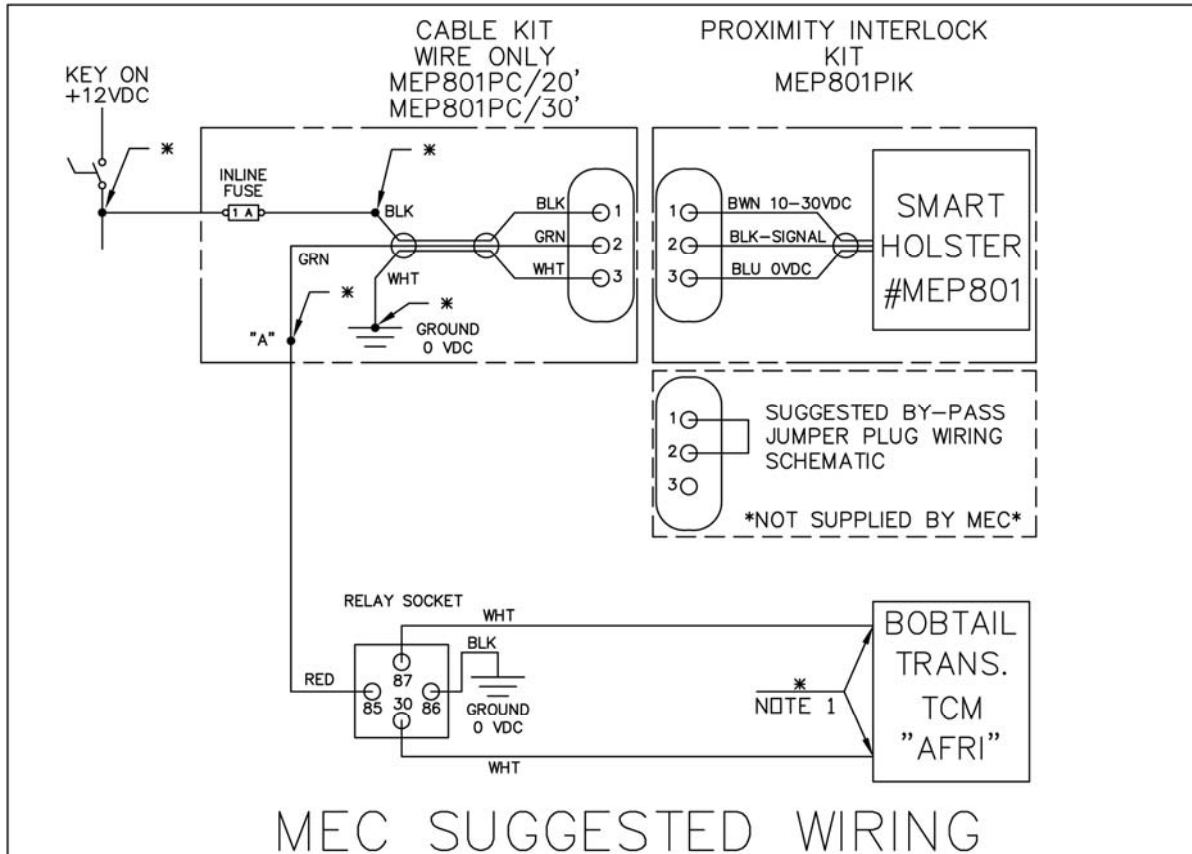 CABLE KIT
WIRE ONLY
MEP801PC/20'
MEP801PC/30'
PROXIMITY INTERLOCK
KIT
MEP801PIK
KEY ON
+12VDC
*
INLINE
FUSE
1 A
*
BLK
GRN
WHT
*
"A"
*
GROUND
0 VDC
BLK
GRN
WHT
1
2
3
1
2
3
BWN 10-30VDC
BLK-SIGNAL
BLU 0VDC
SMART
HOLSTER
#MEP801
1
2
3
SUGGESTED BY-PASS
JUMPER PLUG WIRING
SCHEMATIC
*NOT SUPPLIED BY MEC*
RELAY SOCKET
WHT
BLK
RED
87
85
30
86
GROUND
0 VDC
WHT
*
NOTE 1
BOBTAIL
TRANS.
TCM
"AFRI"
MEC SUGGESTED WIRING